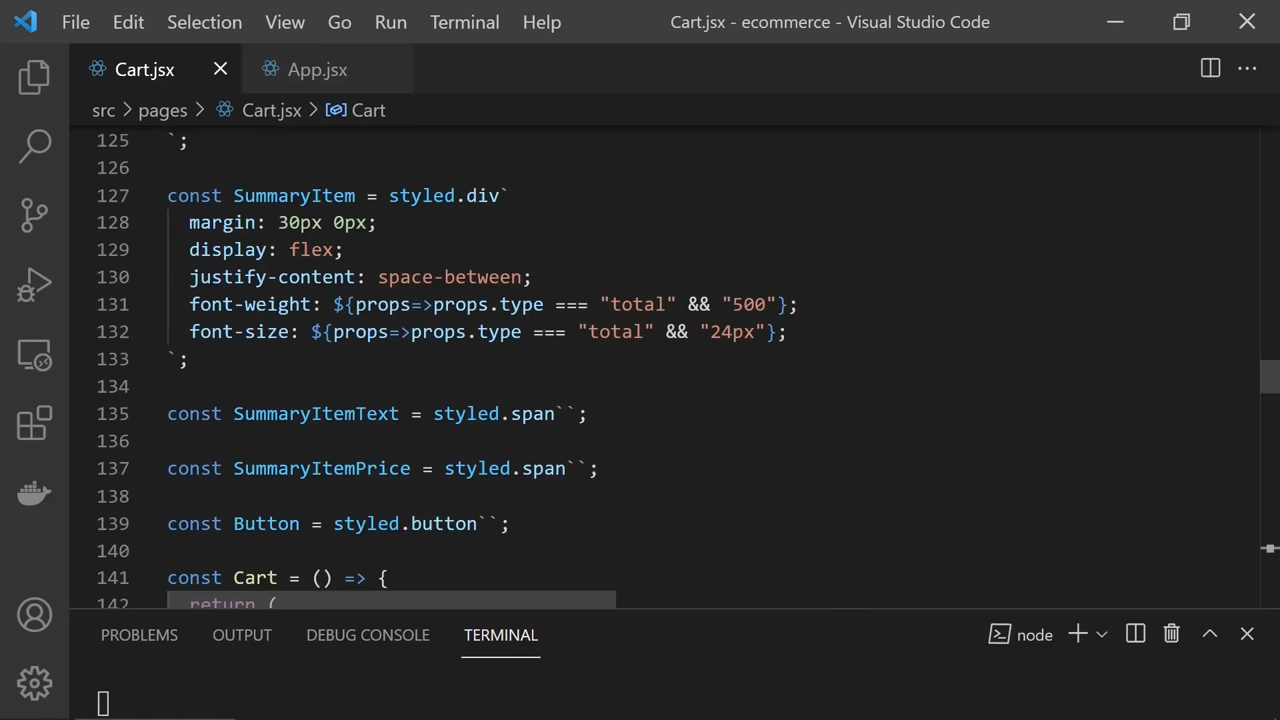 File Edit Selection View Go Run Terminal Help Cart.jsx - ecommerce - Visual Studio Code
Cart.jsx App.jsx
src > pages > Cart.jsx > Cart
125 `;
126
127 const SummaryItem = styled.div`
128 margin: 30px 0px;
129 display: flex;
130 justify-content: space-between;
131 font-weight: ${props=>props.type === "total" && "500"};
132 font-size: ${props=>props.type === "total" && "24px"};
133 `;
134
135 const SummaryItemText = styled.span``;
136
137 const SummaryItemPrice = styled.span``;
138
139 const Button = styled.button``;
140
141 const Cart = () => {
142 return (
PROBLEMS OUTPUT DEBUG CONSOLE TERMINAL node